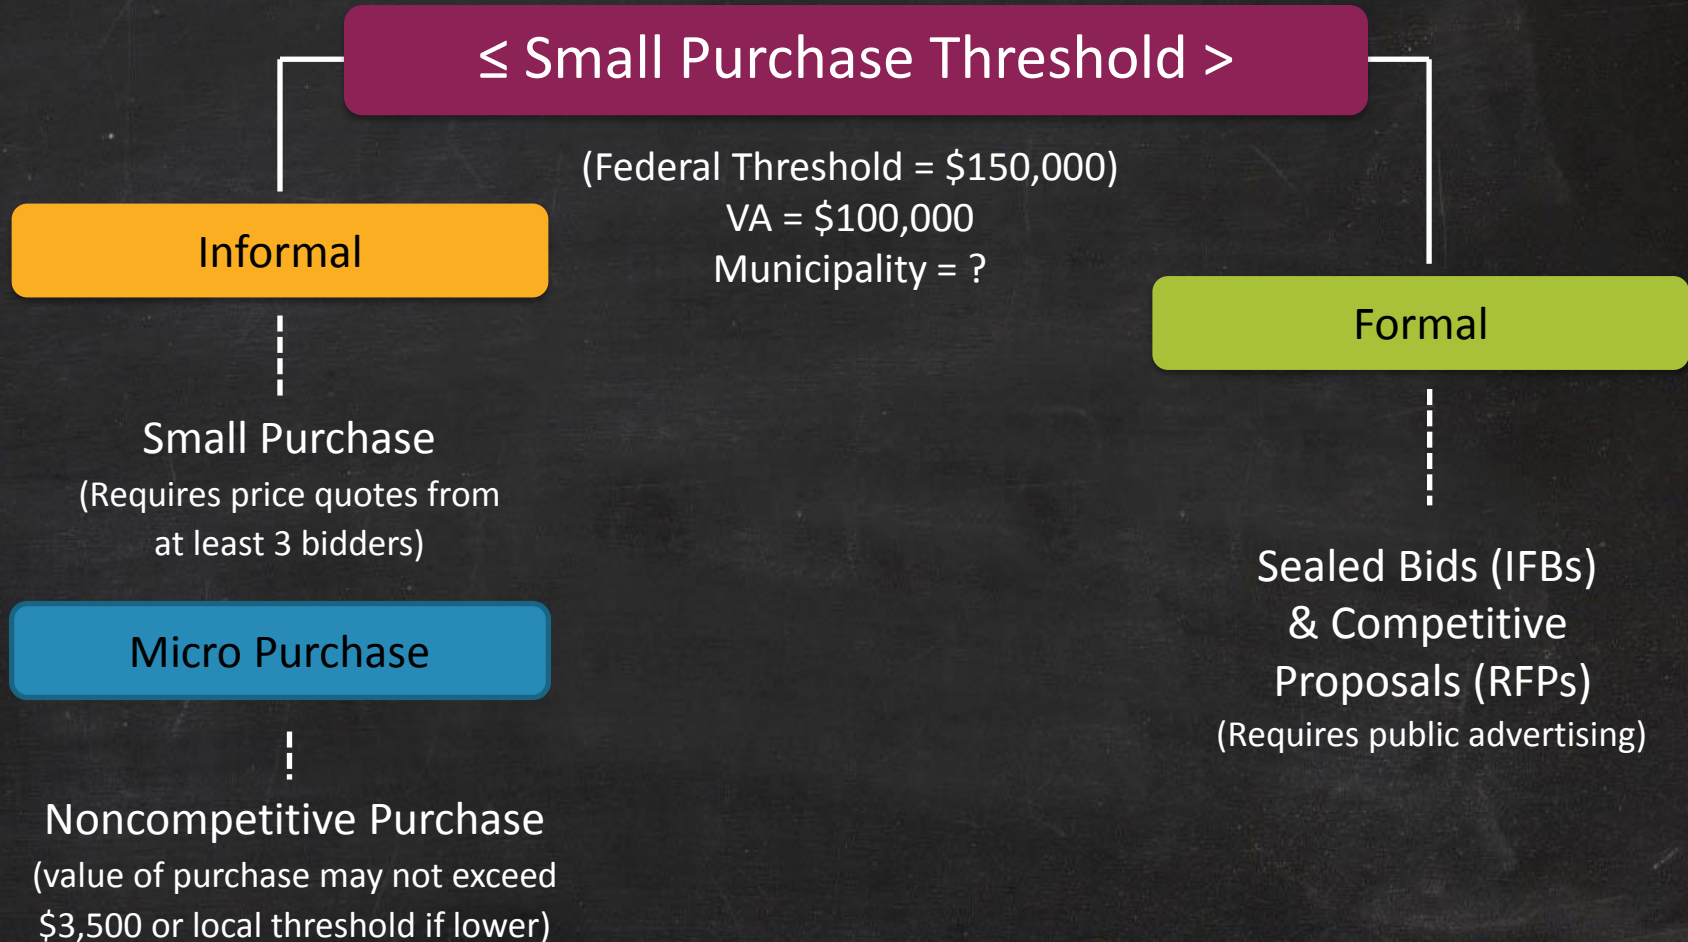 ≤ Small Purchase Threshold >
(Federal Threshold = $150,000)
VA = $100,000
Municipality = ?
Informal
Small Purchase
(Requires price quotes from
at least 3 bidders)
Micro Purchase
Noncompetitive Purchase
(value of purchase may not exceed
$3,500 or local threshold if lower)
Formal
Sealed Bids (IFBs)
& Competitive
Proposals (RFPs)
(Requires public advertising)